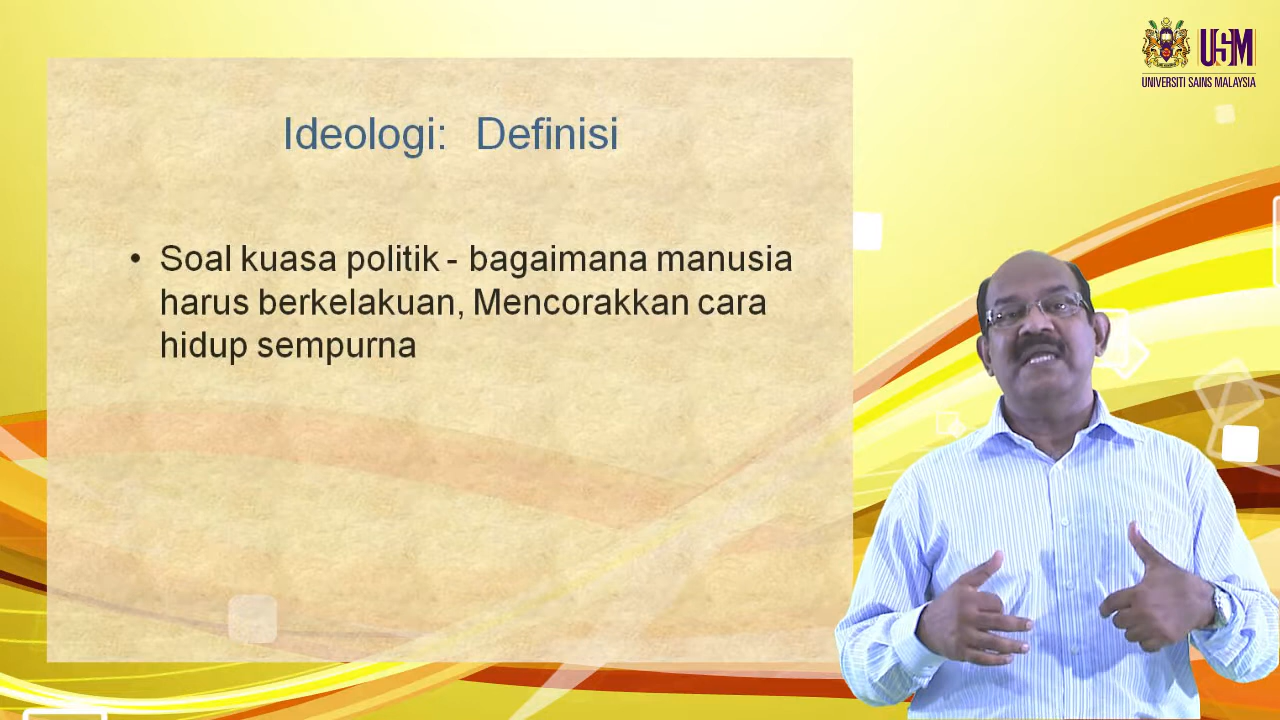 USM
UNIVERSITI SAINS MALAYSIA
Ideologi: Definisi
• Soal kuasa politik - bagaimana manusia
harus berkelakuan, Mencorakkan cara
hidup sempurna